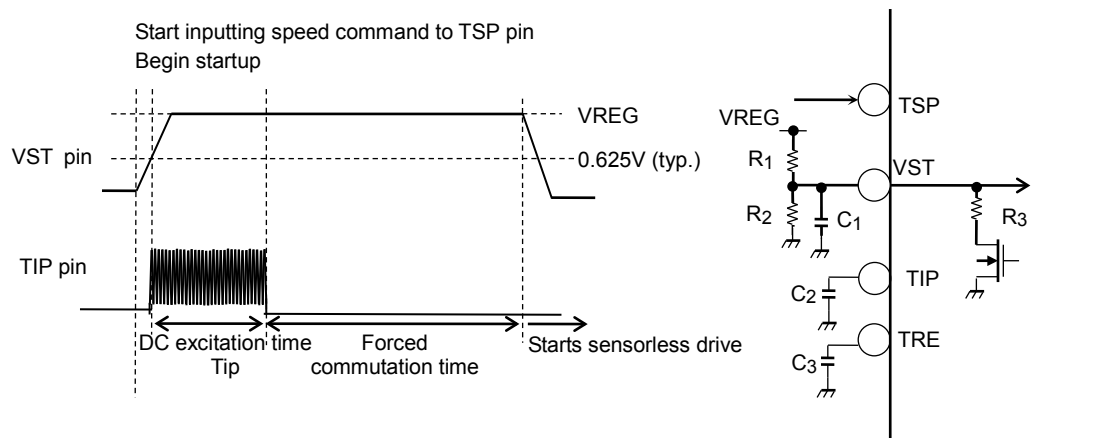 Start inputting speed command to TSP pin
Begin startup
VREG
VST pin
0.625V (typ.)
TIP pin
DC excitation time
Tip
Forced
commutation time
Starts sensorless drive
TSP
VREG
R1
VST
R2
C1
R3
TIP
C2
TRE
C3